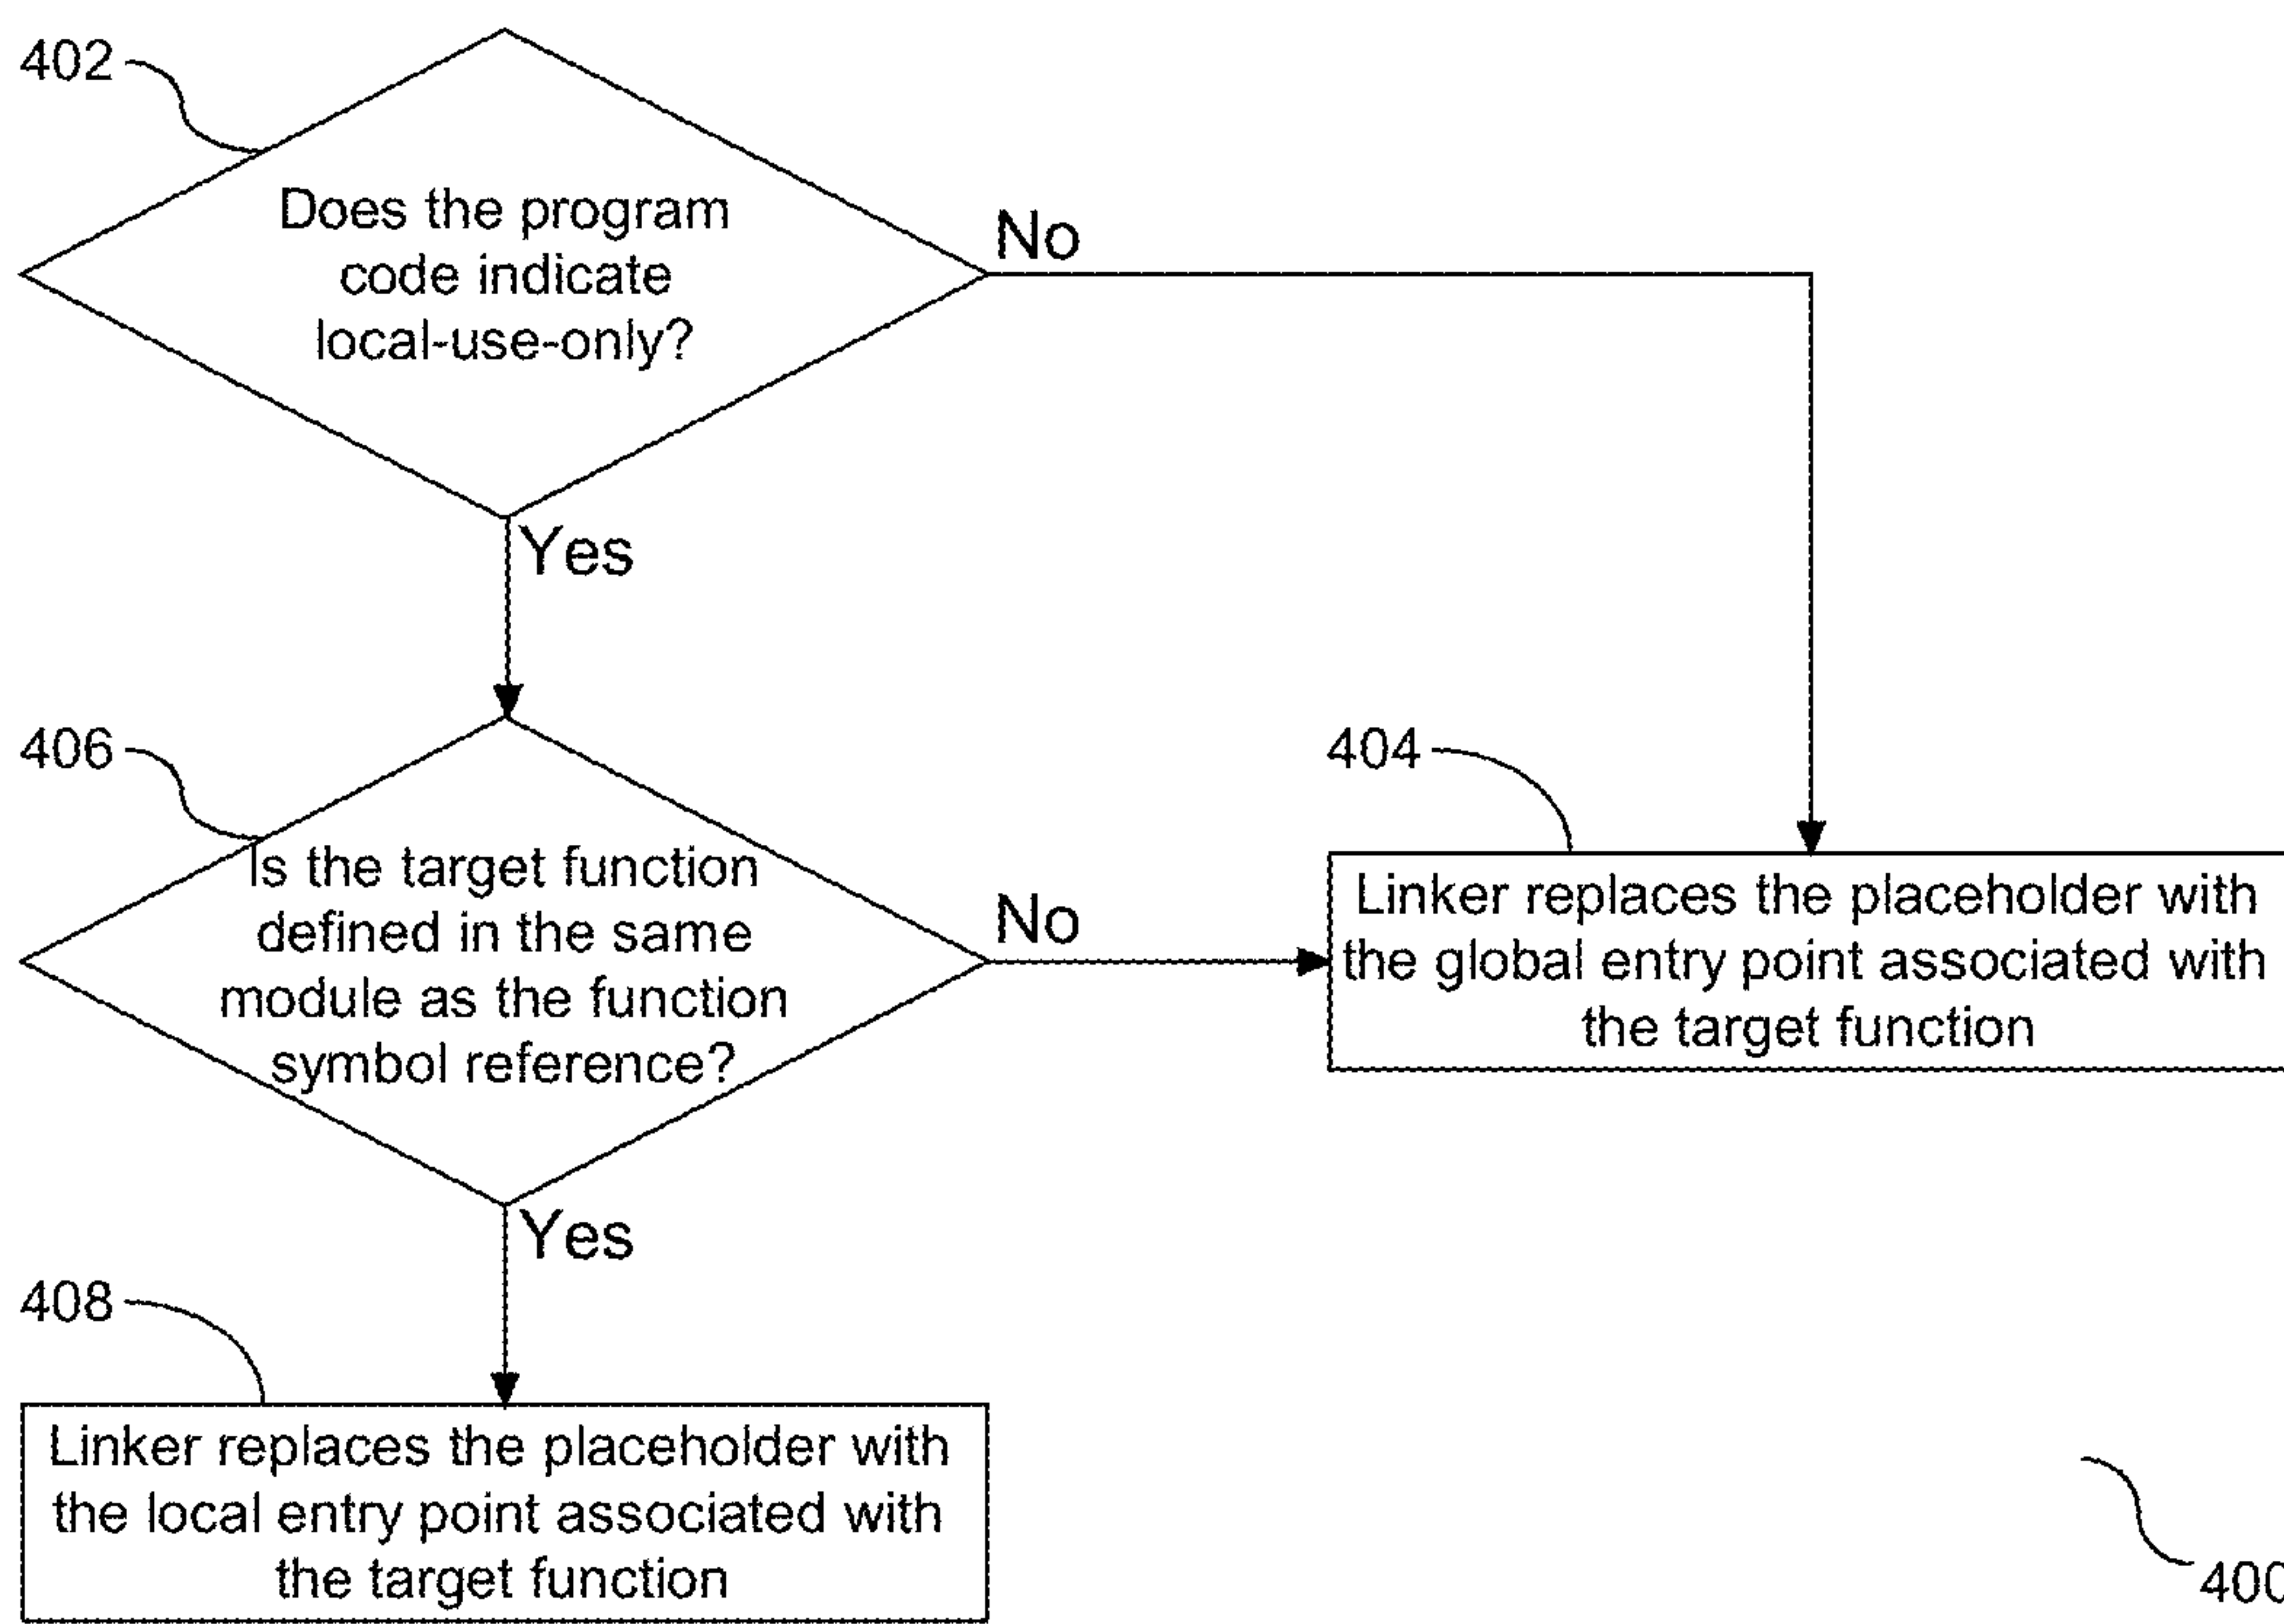 402
Does the program
code indicate
local-use-only?
No
Yes
406
Is the target function
defined in the same
module as the function
symbol reference?
No
404
Linker replaces the placeholder with
the global entry point associated with
the target function
Yes
408
Linker replaces the placeholder with
the local entry point associated with
the target function
400